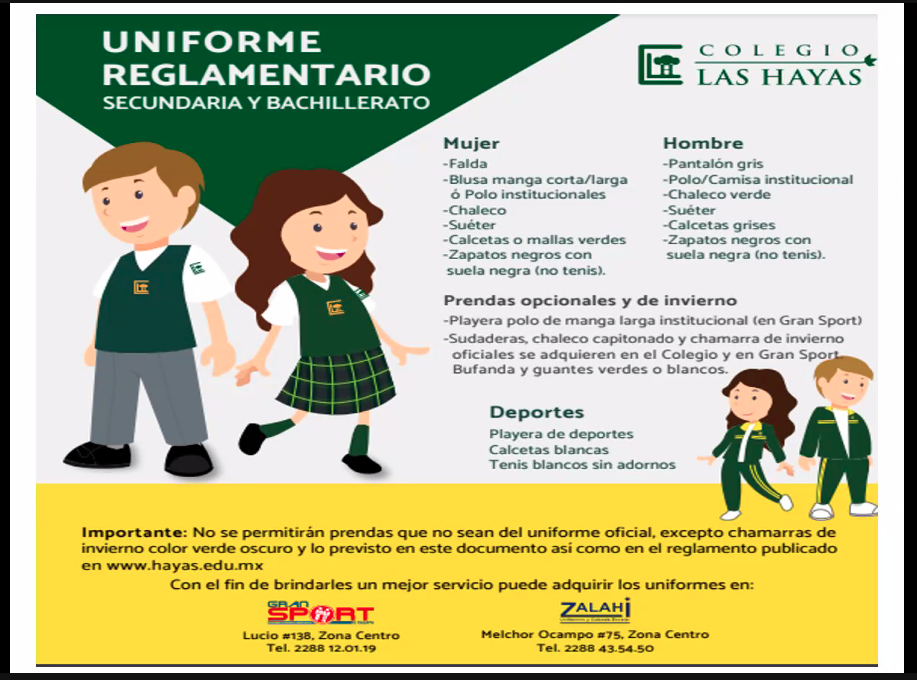 UNIFORME
REGLAMENTARIO
SECUNDARIA Y BACHILLERATO
COLEGIO
LAS HAYAS
Mujer
-Falda
-Blusa manga corta/larga
ó Polo institucionales
-Chaleco
-Suéter
-Calcetas o mallas verdes
-Zapatos negros con
suela negra (no tenis).
Hombre
-Pantalón gris
-Polo/Camisa institucional
-Chaleco verde
-Suéter
-Calcetas grises
-Zapatos negros con
suela negra (no tenis).
Prendas opcionales y de invierno
-Playera polo de manga larga institucional (en Gran Sport)
-Sudaderas, chaleco capitonado y chamarra de invierno
oficiales se adquieren en el Colegio y en Gran Sport.
Bufanda y guantes verdes o blancos.
Deportes
Playera de deportes
Calcetas blancas
Tenis blancos sin adornos
Importante: No se permitirán prendas que no sean del uniforme oficial, excepto chamarras de
invierno color verde oscuro y lo previsto en este documento así como en el reglamento publicado
en www.hayas.edu.mx
Con el fin de brindarles un mejor servicio puede adquirir los uniformes en:
GRAN
SPORT
Lucio #138, Zona Centro
Tel. 2288 12.01.19
ZALAHi
Melchor Ocampo #75, Zona Centro
Tel. 2288 43.54.50